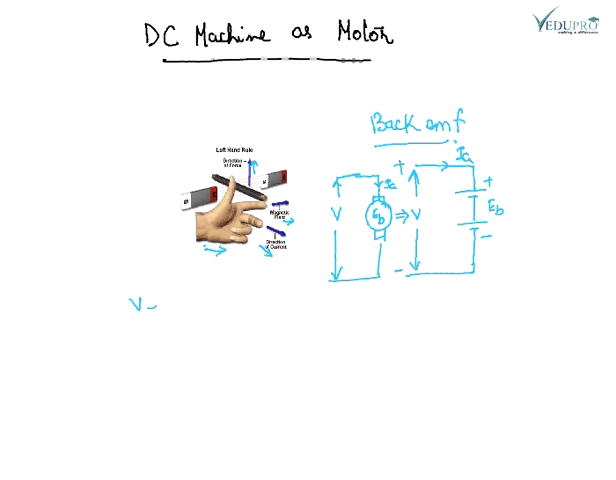 VEDUPRO
making a difference
DC Machine as Motor
Back emf
Left Hand Rule
Direction
of Force
Magnetic
Field
Direction
of Current
+ Ia
Ia
V Eb ⇒ V
+
Eb
-
-
V -